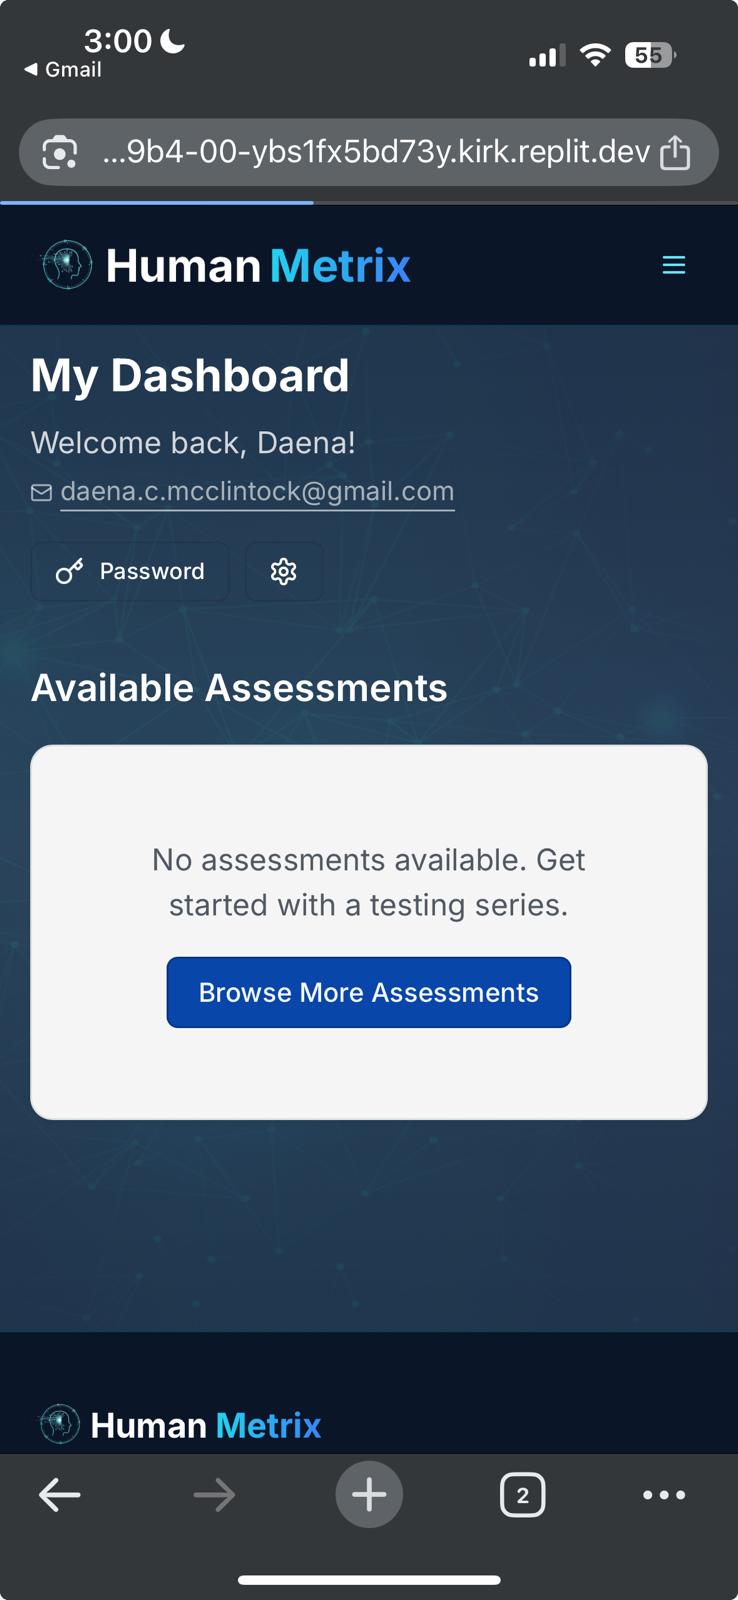 3:00
Gmail
55
...9b4-00-ybs1fx5bd73y.kirk.replit.dev
Human Metrix
My Dashboard
Welcome back, Daena!
daena.c.mcclintock@gmail.com
Password
Available Assessments
No assessments available. Get
started with a testing series.
Browse More Assessments
Human Metrix
2